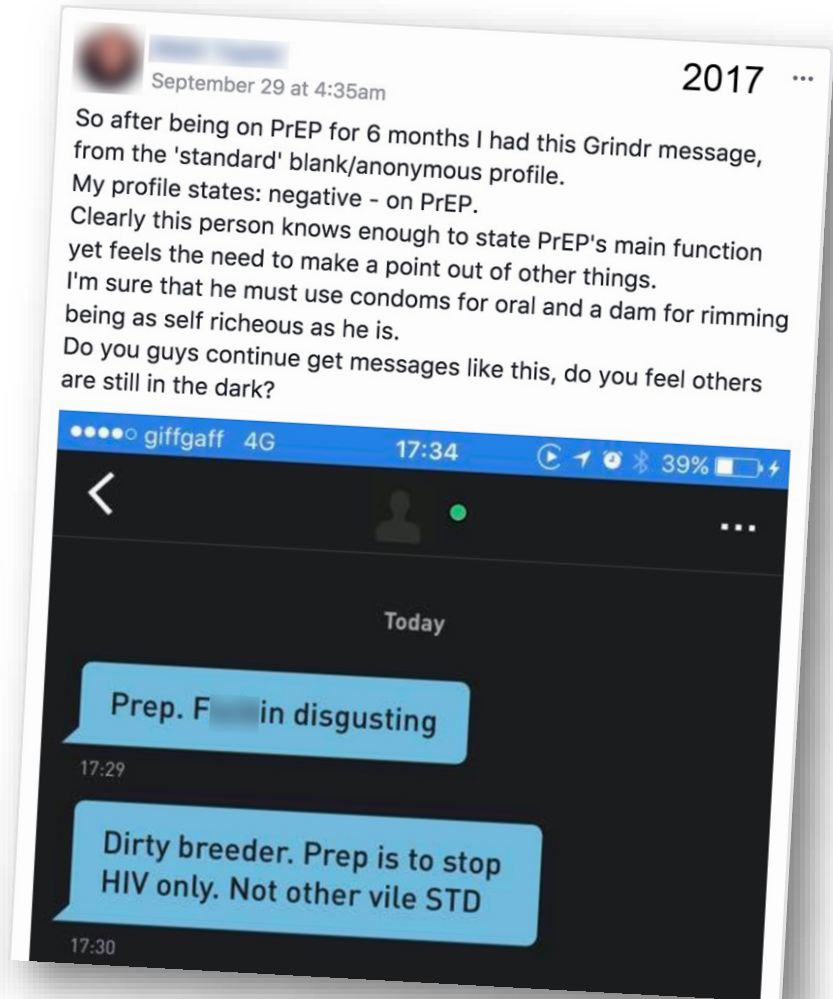 September 29 at 4:35am
2017
So after being on PrEP for 6 months I had this Grindr message,
from the 'standard' blank/anonymous profile.
My profile states: negative - on PrEP.
Clearly this person knows enough to state PrEP's main function
yet feels the need to make a point out of other things.
I'm sure that he must use condoms for oral and a dam for rimming
being as self richeous as he is.
Do you guys continue get messages like this, do you feel others
are still in the dark?
giffgaff 4G 17:34 39%
Today
Prep. F in disgusting
17:29
Dirty breeder. Prep is to stop
HIV only. Not other vile STD
17:30